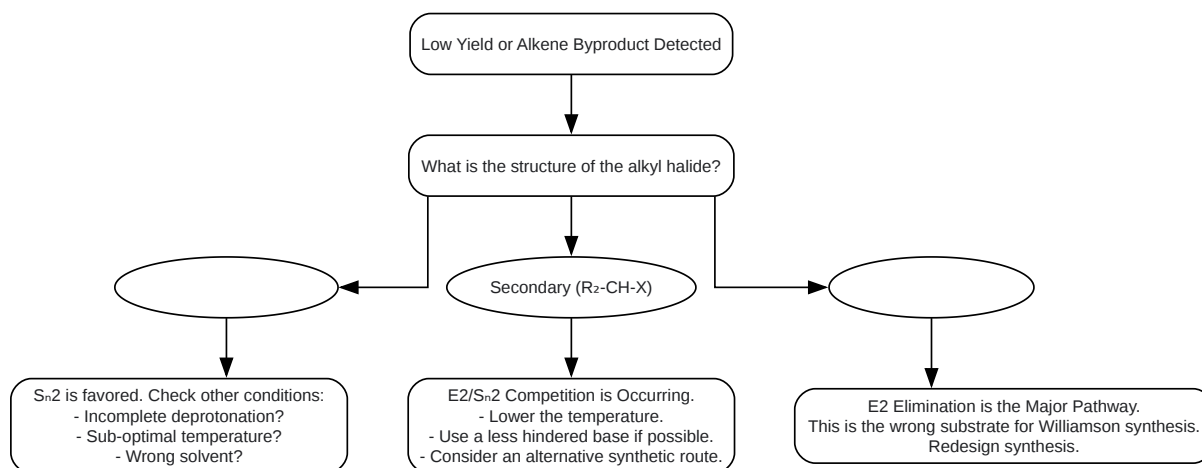 Low Yield or Alkene Byproduct Detected
What is the structure of the alkyl halide?
Secondary (R₂-CH-X)
Sₙ2 is favored. Check other conditions:
- Incomplete deprotonation?
- Sub-optimal temperature?
- Wrong solvent?
E2/Sₙ2 Competition is Occurring.
- Lower the temperature.
- Use a less hindered base if possible.
- Consider an alternative synthetic route.
E2 Elimination is the Major Pathway.
This is the wrong substrate for Williamson synthesis.
Redesign synthesis.